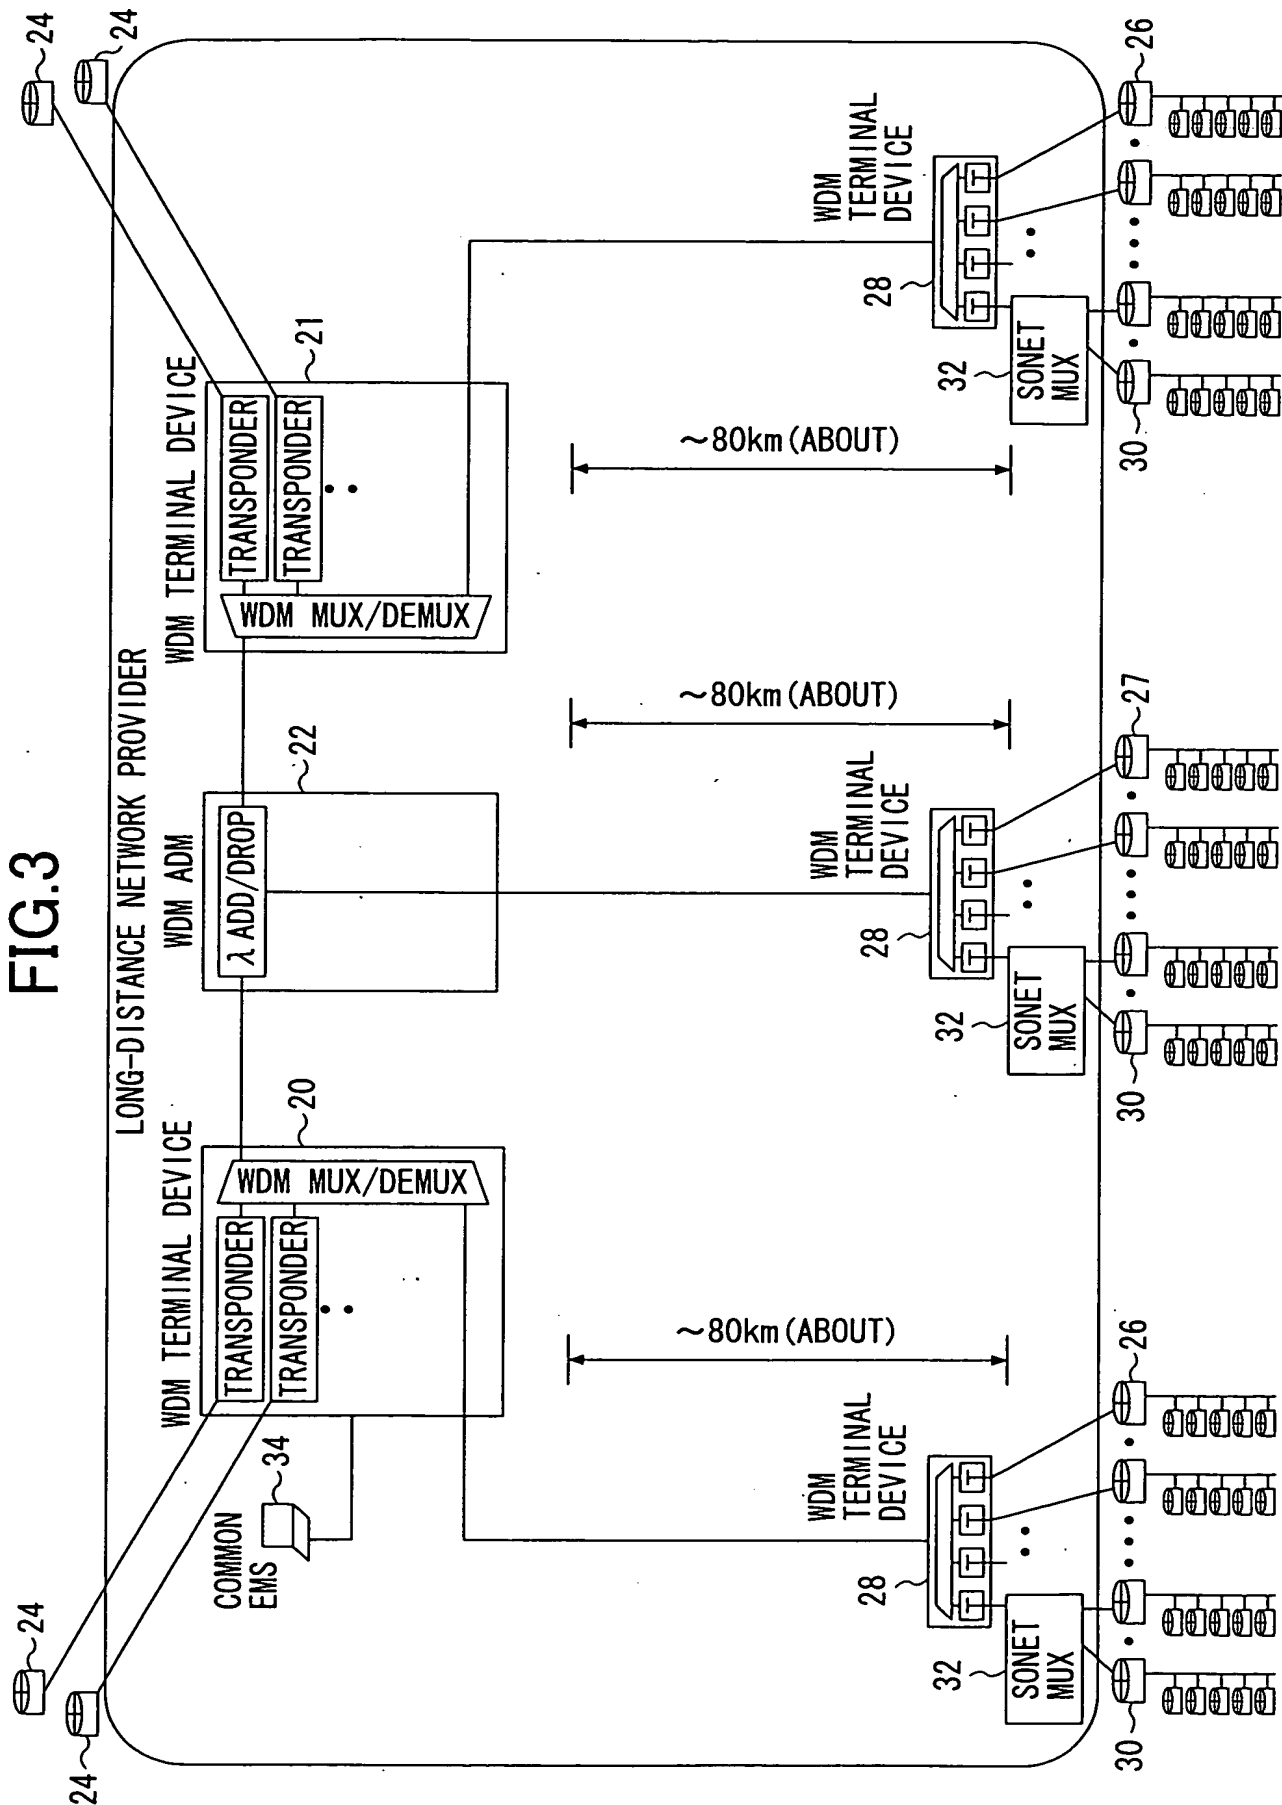 FIG.3
LONG-DISTANCE NETWORK PROVIDER
24
24
24
24
WDM TERMINAL DEVICE
WDM ADM
WDM TERMINAL DEVICE
COMMON
EMS
34
TRANSPONDER
TRANSPONDER
WDM MUX/DEMUX
20
λ ADD/DROP
22
WDM MUX/DEMUX
TRANSPONDER
TRANSPONDER
21
~80km(ABOUT)
~80km(ABOUT)
~80km(ABOUT)
WDM
TERMINAL
DEVICE
WDM
TERMINAL
DEVICE
WDM
TERMINAL
DEVICE
28
T
T
T
T
28
T
T
T
T
28
T
T
T
T
32
SONET
MUX
32
SONET
MUX
32
SONET
MUX
30
26
30
27
30
26